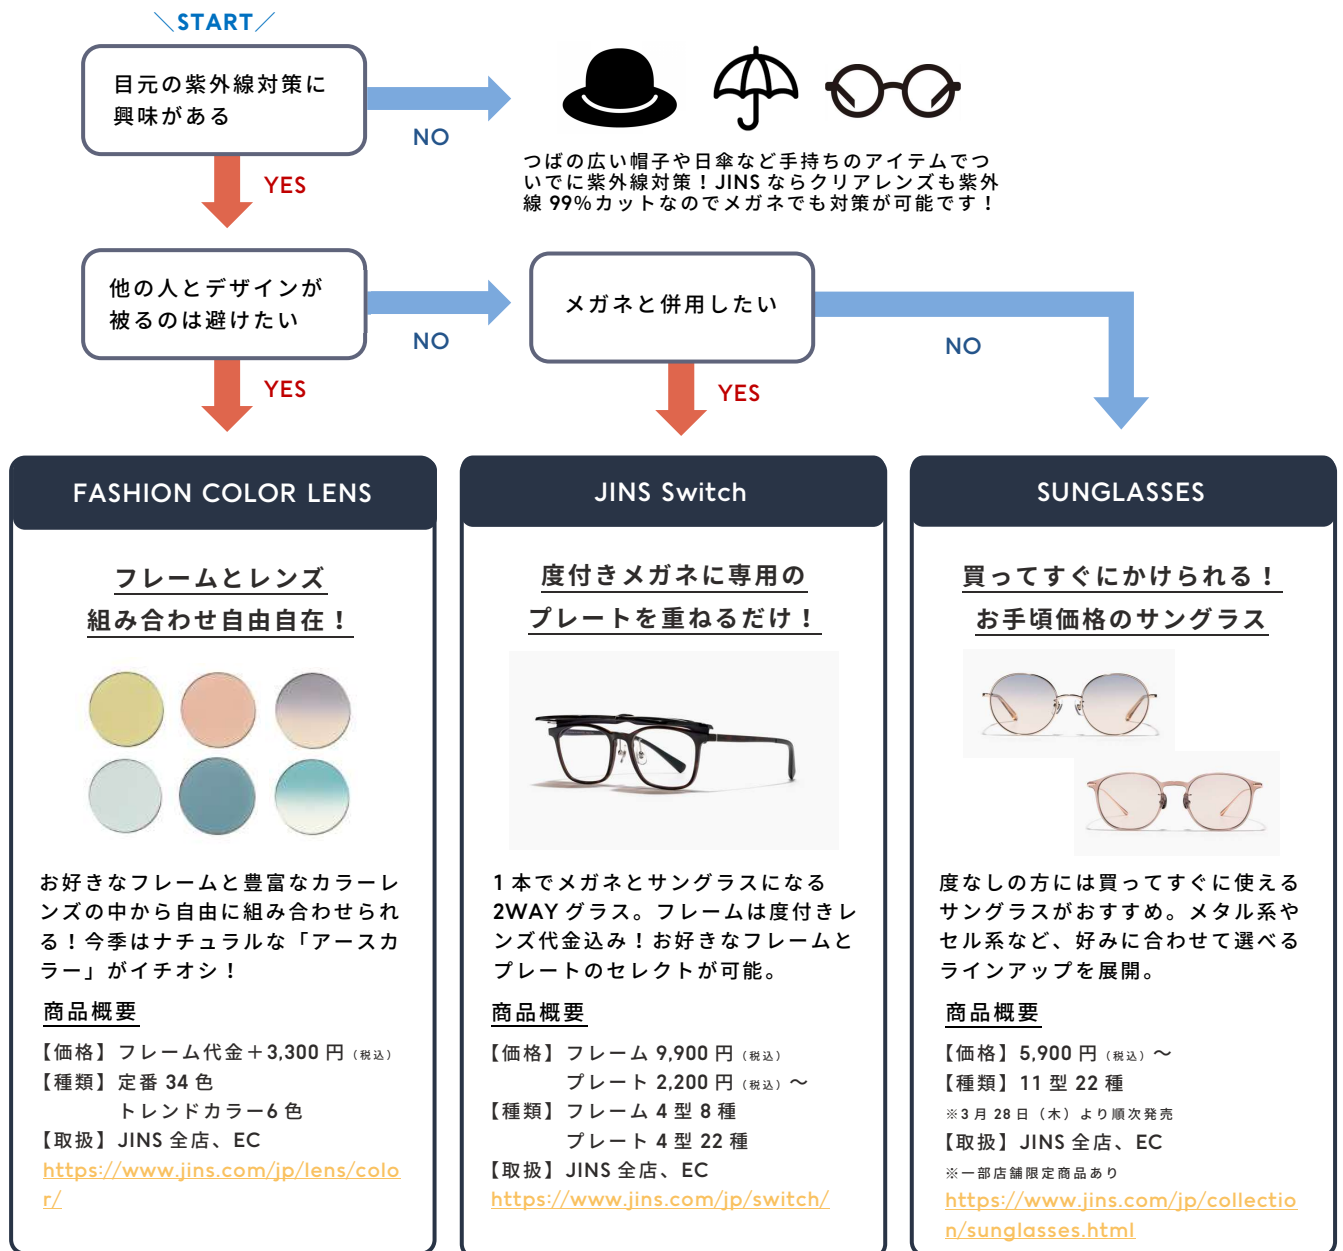 START
目元の紫外線対策に
興味がある
NO
つばの広い帽子や日傘など手持ちのアイテムでつ
いでに紫外線対策！JINS ならクリアレンズも紫外
線 99%カットなのでメガネでも対策が可能です！
YES
他の人とデザインが
被るのは避けたい
NO
メガネと併用したい
NO
YES
YES
FASHION COLOR LENS
フレームとレンズ
組み合わせ自由自在！
お好きなフレームと豊富なカラーレ
ンズの中から自由に組み合わせられ
る！今季はナチュラルな「アースカ
ラー」がイチオシ！
商品概要
【価格】フレーム代金＋3,300 円（税込）
【種類】定番 34 色
トレンドカラー6 色
【取扱】JINS 全店、EC
https://www.jins.com/jp/lens/colo
r/
JINS Switch
度付きメガネに専用の
プレートを重ねるだけ！
1 本でメガネとサングラスになる
2WAY グラス。フレームは度付きレ
ンズ代金込み！お好きなフレームと
プレートのセレクトが可能。
商品概要
【価格】フレーム 9,900 円（税込）
プレート 2,200 円（税込）～
【種類】フレーム 4 型 8 種
プレート 4 型 22 種
【取扱】JINS 全店、EC
https://www.jins.com/jp/switch/
SUNGLASSES
買ってすぐにかけられる！
お手頃価格のサングラス
度なしの方には買ってすぐに使える
サングラスがおすすめ。メタル系や
セル系など、好みに合わせて選べる
ラインアップを展開。
商品概要
【価格】5,900 円（税込）～
【種類】11 型 22 種
※3 月 28 日（木）より順次発売
【取扱】JINS 全店、EC
※一部店舗限定商品あり
https://www.jins.com/jp/collectio
n/sunglasses.html